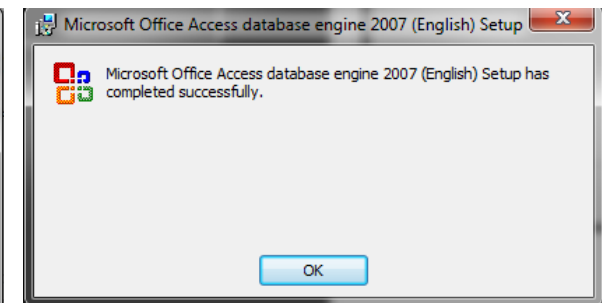 Microsoft Office Access database engine 2007 (English) Setup
Microsoft Office Access database engine 2007 (English) Setup has
completed successfully.
OK